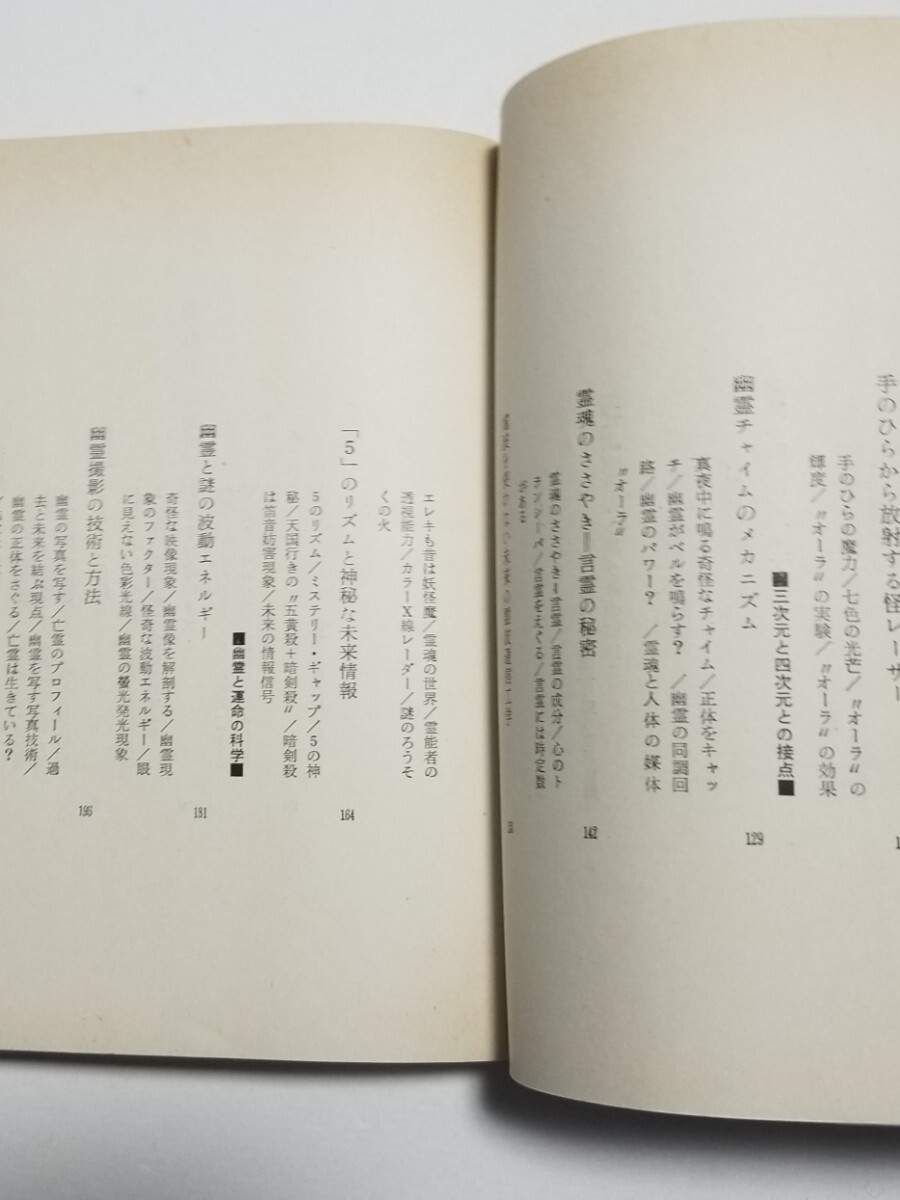 手のひらから放射する怪レーザー
手のひらの魔力/七色の光芒/〝オーラ〟の
輝度/〝オーラ〟の実験/〝オーラ〟の効果
■三次元と四次元との接点■
幽霊チャイムのメカニズム
129
真夜中に鳴る奇怪なチャイム/正体をキャッ
チ/幽霊がベルを鳴らす?/幽霊の同調回
路/幽霊のパワー?/霊魂と人体の媒体
〝オーラ〟
霊魂のささやき=言霊の秘密
142
霊魂のささやき=言霊/言霊の成分/心のト
ランシーバ/言霊をえぐる/言霊には時定数
がある
エレキも昔は妖怪魔/霊魂の世界/霊能者の
透視能力/カラーX線レーダー/謎のろうそ
くの火
「5」のリズムと神秘な未来情報
164
5のリズム/ミステリー・ギャップ/5の神
秘/天国行きの〝五黄殺+暗剣殺〟/暗剣殺
は笛音妨害現象/未来の情報信号
■幽霊と運命の科学■
幽霊と謎の波動エネルギー
181
奇怪な映像現象/幽霊像を解剖する/幽霊現
象のファクター/怪奇な波動エネルギー/眼
に見えない色彩光線/幽霊の螢光発光現象
幽霊撮影の技術と方法
195
幽霊の写真を写す/亡霊のプロフィール/過
去と未来を結ぶ現点/幽霊を写す写真技術/
幽霊の正体をさぐる/亡霊は生きている?